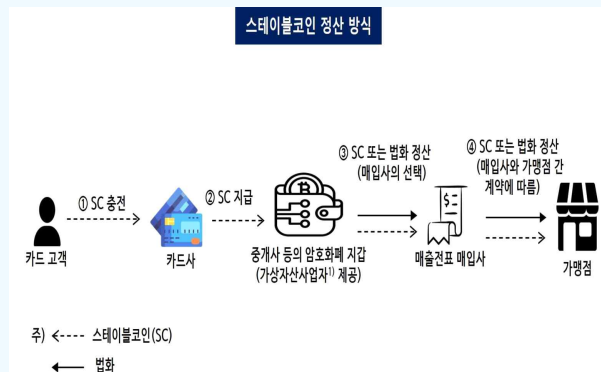 스테이블코인 정산 방식
③ SC 또는 법화 정산
(매입사의 선택)
④ SC 또는 법화 정산
(매입사와 가맹점 간
계약에 따름)
① SC 충전
② SC 지급
카드 고객
카드사
중개사 등의 암호화폐 지갑
(가상자산사업자¹⁾ 제공)
매출전표 매입사
가맹점
주) 스테이블코인(SC)
법화